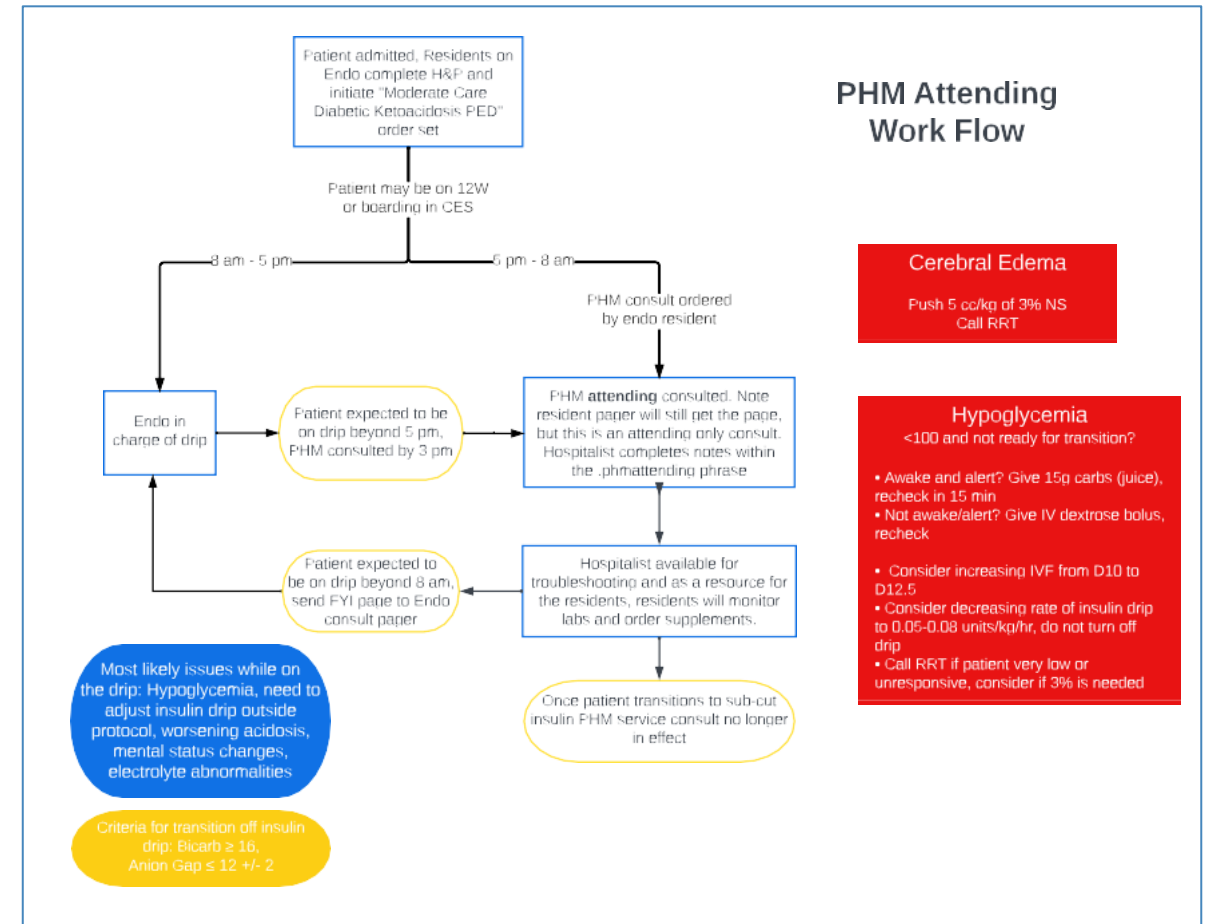 Patient admitted, Residents on
Endo complete H&P and
initiate "Moderate Care
Diabetic Ketoacidosis PED"
order set
PHM Attending
Work Flow
Patient may be on 12W
or boarding in CES
8 am - 5 pm
5 pm - 8 am
PHM consult ordered
by endo resident
Cerebral Edema
Push 5 cc/kg of 3% NS
Call RRT
Endo in
charge of drip
Patient expected to be
on drip beyond 5 pm,
PHM consulted by 3 pm
PHM attending consulted. Note
resident pager will still get the page,
but this is an attending only consult.
Hospitalist completes notes within
the .phmattending phrase
Hypoglycemia
<100 and not ready for transition?
▪ Awake and alert? Give 15g carbs (juice),
recheck in 15 min
▪ Not awake/alert? Give IV dextrose bolus,
recheck
▪ Consider increasing IVF from D10 to
D12.5
▪ Consider decreasing rate of insulin drip
to 0.05-0.08 units/kg/hr, do not turn off
drip
▪ Call RRT if patient very low or
unresponsive, consider if 3% is needed
Patient expected to
be on drip beyond 8 am,
send FYI page to Endo
consult pager
Hospitalist available for
troubleshooting and as a resource for
the residents, residents will monitor
labs and order supplements.
Most likely issues while on
the drip: Hypoglycemia, need to
adjust insulin drip outside
protocol, worsening acidosis,
mental status changes,
electrolyte abnormalities
Once patient transitions to sub-cut
insulin PHM service consult no longer
in effect
Criteria for transition off insulin
drip: Bicarb ≥ 16,
Anion Gap ≤ 12 +/- 2